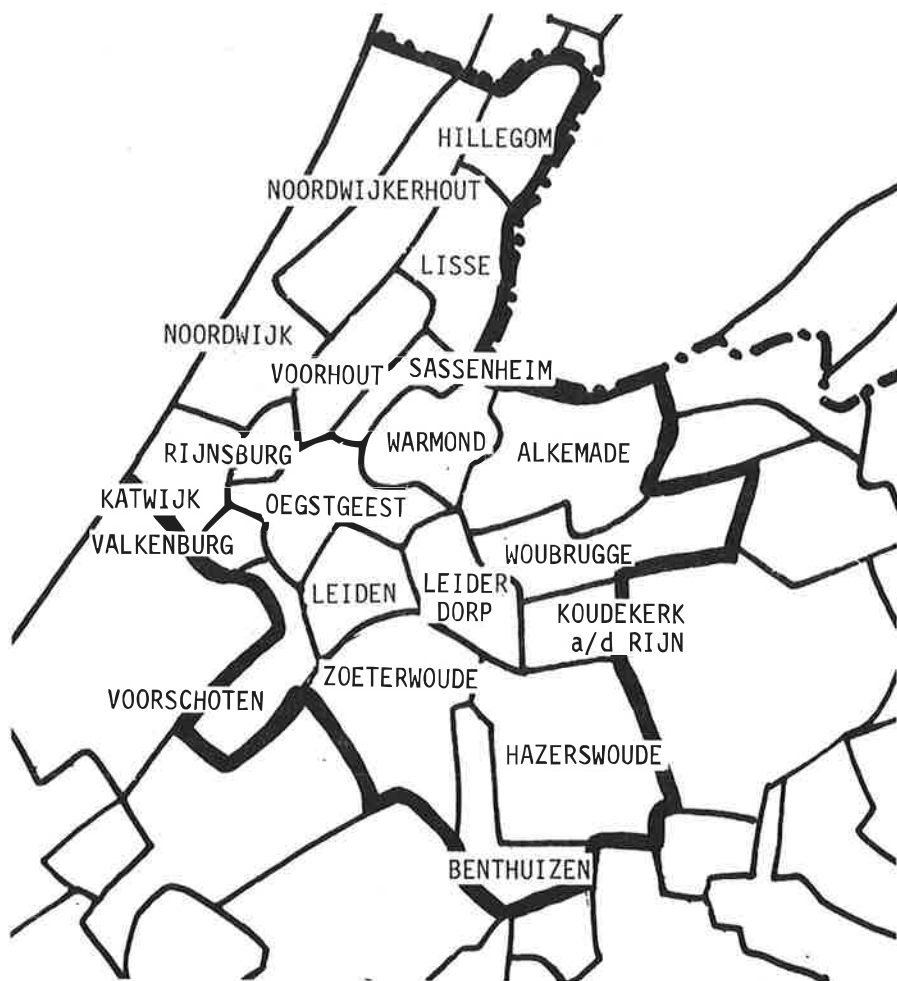 HILLEGOM
NOORDWIJKERHOUT
LISSE
NOORDWIJK
VOORHOUT
SASSENHEIM
WARMOND
RIJNSBURG
ALKEMADE
KATWIJK
OEGSTGEEST
VALKENBURG
WOUBRUGGE
LEIDEN
LEIDER
DORP
KOUDEKERK
a/d RIJN
ZOETERWOUDE
VOORSCHOTEN
HAZERSWOUDE
BENTHUIZEN